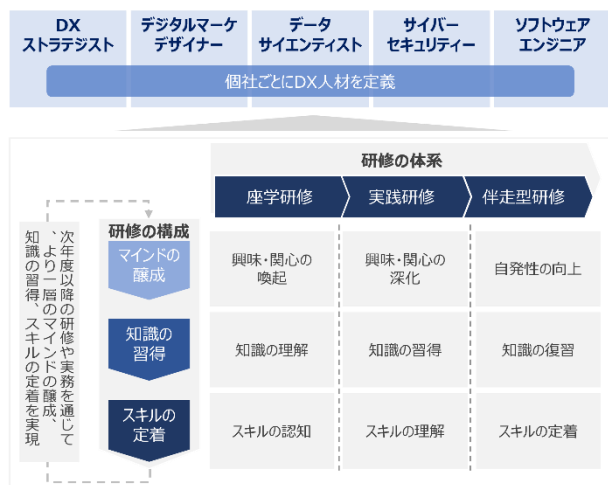 DX
ストラテジスト
デジタルマーケ
デザイナー
データ
サイエンティスト
サイバー
セキュリティー
ソフトウェア
エンジニア
個社ごとにDX人材を定義
研修の体系
座学研修
実践研修
伴走型研修
研修の構成
マインドの
醸成
興味・関心の
喚起
興味・関心の
深化
自発性の向上
知識の
習得
知識の理解
知識の習得
知識の復習
スキルの
定着
スキルの認知
スキルの理解
スキルの定着
次年度以降の研修や実務を通じて
、より一層のマインドの醸成、
知識の習得、スキルの定着を実現